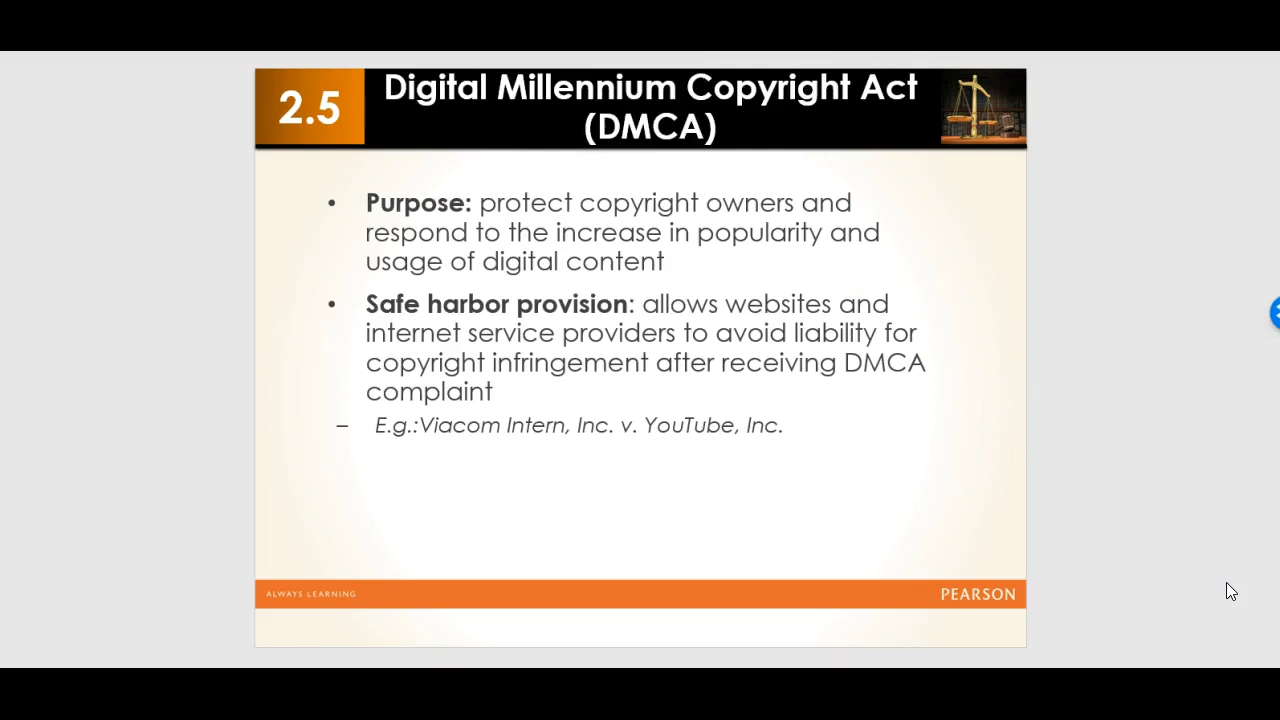 2.5
Digital Millennium Copyright Act
(DMCA)
• Purpose: protect copyright owners and
respond to the increase in popularity and
usage of digital content
• Safe harbor provision: allows websites and
internet service providers to avoid liability for
copyright infringement after receiving DMCA
complaint
– E.g.:Viacom Intern, Inc. v. YouTube, Inc.
ALWAYS LEARNING
PEARSON